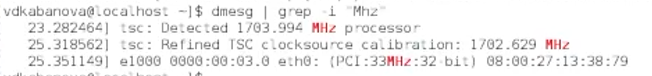 vdkabanova@localhost ~]$ dmesg | grep -i "Mhz"
23.282464] tsc: Detected 1703.994 MHz processor
25.318562] tsc: Refined TSC clocksource calibration: 1702.629 MHz
25.351149] e1000 0000:00:03.0 eth0: (PCI:33MHz:32-bit) 08:00:27:13:38:79